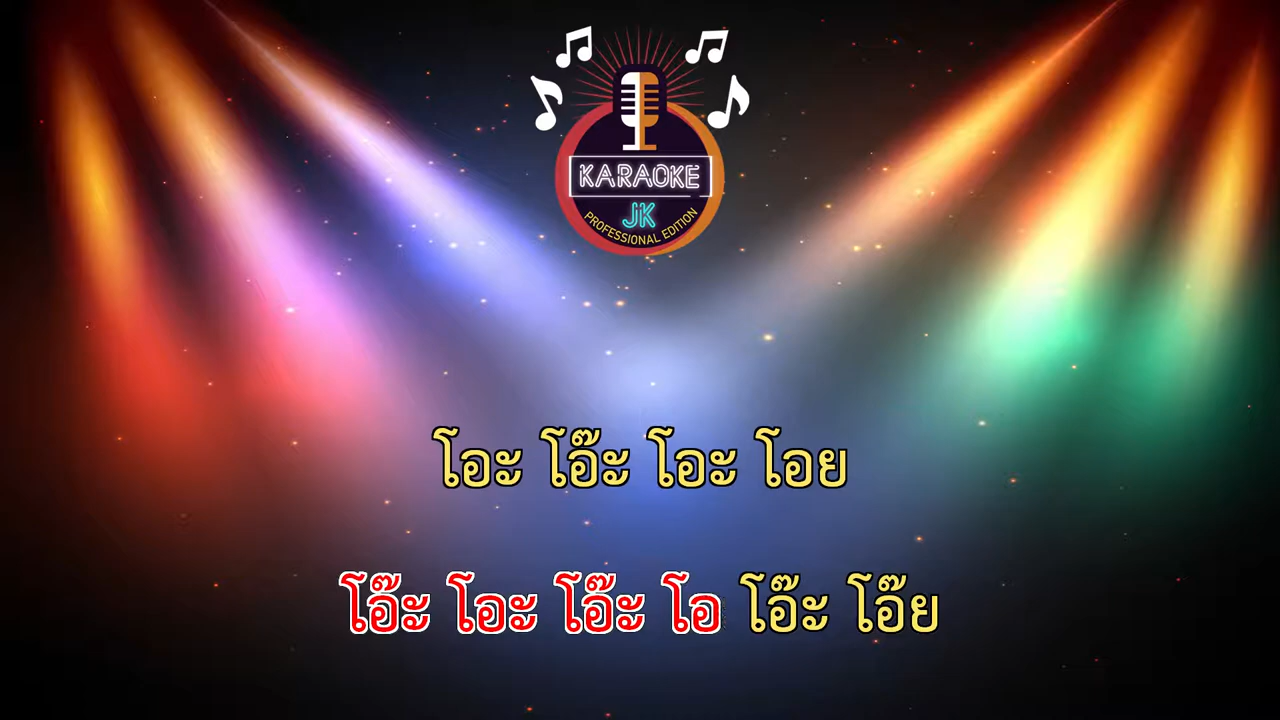 KARAOKE
JK
PROFESSIONAL EDITION
โอะ โอ๊ะ โอะ โอย
โอ๊ะ โอะ โอ๊ะ โอ โอ๊ะ โอ๊ย